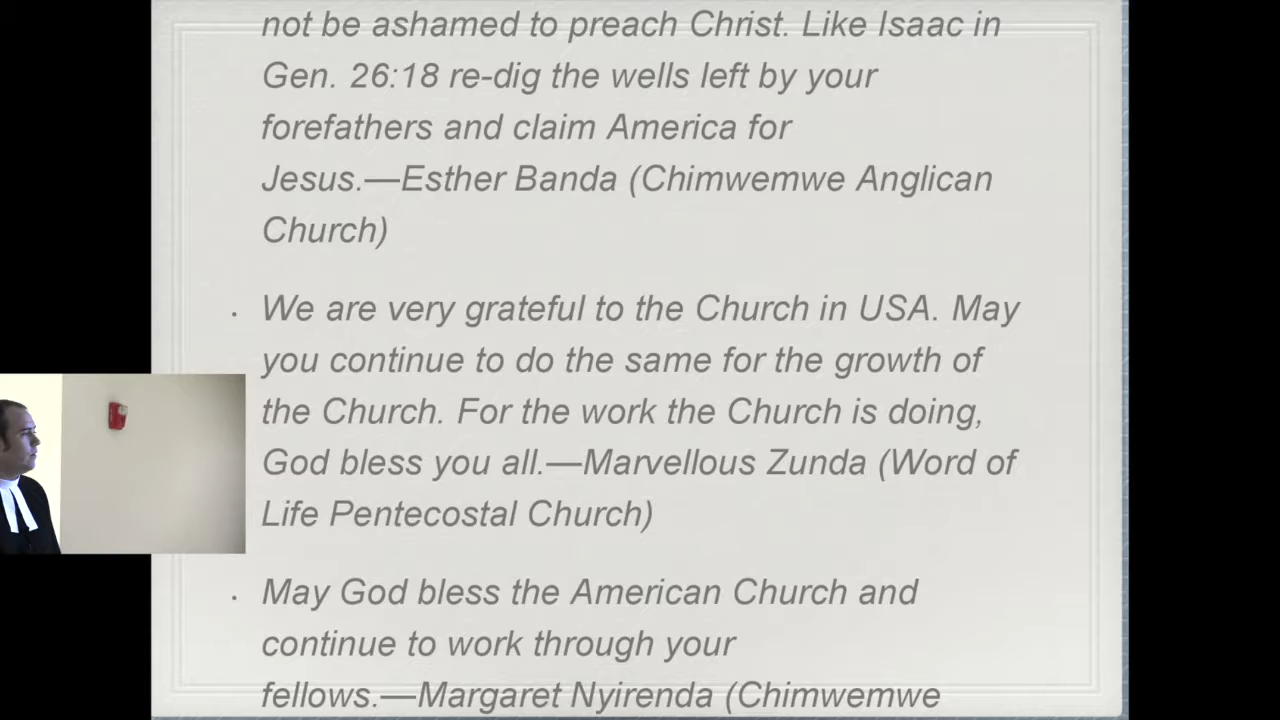 not be ashamed to preach Christ. Like Isaac in
Gen. 26:18 re-dig the wells left by your
forefathers and claim America for
Jesus.—Esther Banda (Chimwemwe Anglican
Church)
• We are very grateful to the Church in USA. May
you continue to do the same for the growth of
the Church. For the work the Church is doing,
God bless you all.—Marvellous Zunda (Word of
Life Pentecostal Church)
• May God bless the American Church and
continue to work through your
fellows.—Margaret Nyirenda (Chimwemwe